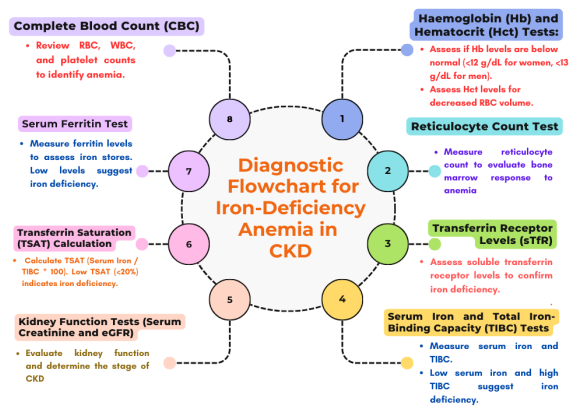 Complete Blood Count (CBC)
• Review RBC, WBC,
and platelet counts
to identify anemia.
8
Serum Ferritin Test
• Measure ferritin levels
to assess iron stores.
Low levels suggest
iron deficiency.
7
Transferrin Saturation
(TSAT) Calculation
• Calculate TSAT (Serum Iron /
TIBC * 100). Low TSAT (<20%)
indicates iron deficiency.
6
Kidney Function Tests (Serum
Creatinine and eGFR)
• Evaluate kidney function
and determine the stage of
CKD
5
Diagnostic
Flowchart for
Iron-Deficiency
Anemia in
CKD
Haemoglobin (Hb) and
Hematocrit (Hct) Tests:
• Assess if Hb levels are below
normal (<12 g/dL for women, <13
g/dL for men).
• Assess Hct levels for
decreased RBC volume.
1
Reticulocyte Count Test
• Measure reticulocyte
count to evaluate bone
marrow response to
anemia
2
Transferrin Receptor
Levels (sTfR)
• Assess soluble transferrin
receptor levels to confirm
iron deficiency.
.
3
Serum Iron and Total Iron-
Binding Capacity (TIBC) Tests
• Measure serum iron and
TIBC.
• Low serum iron and high
TIBC suggest iron
deficiency.
4